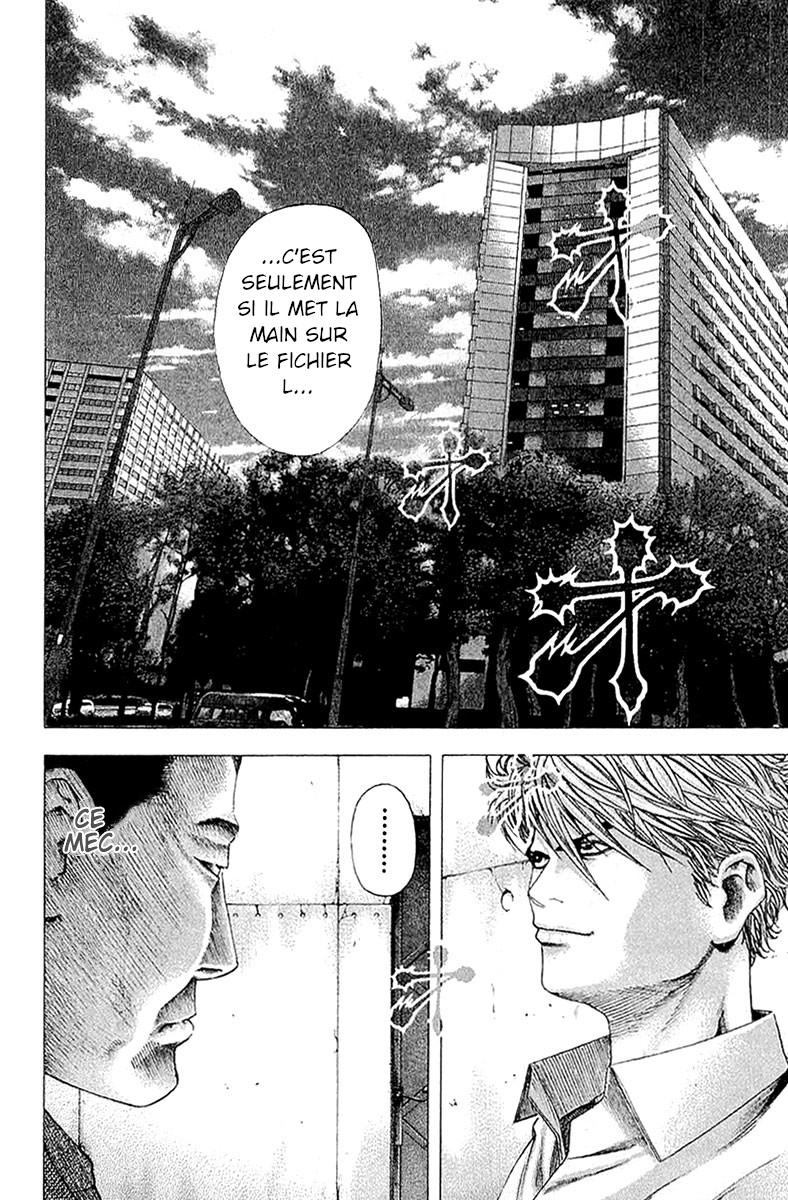 ...C'EST
SEULEMENT
SI IL MET LA
MAIN SUR
LE FICHIER
L...
CE
MEC...
.........